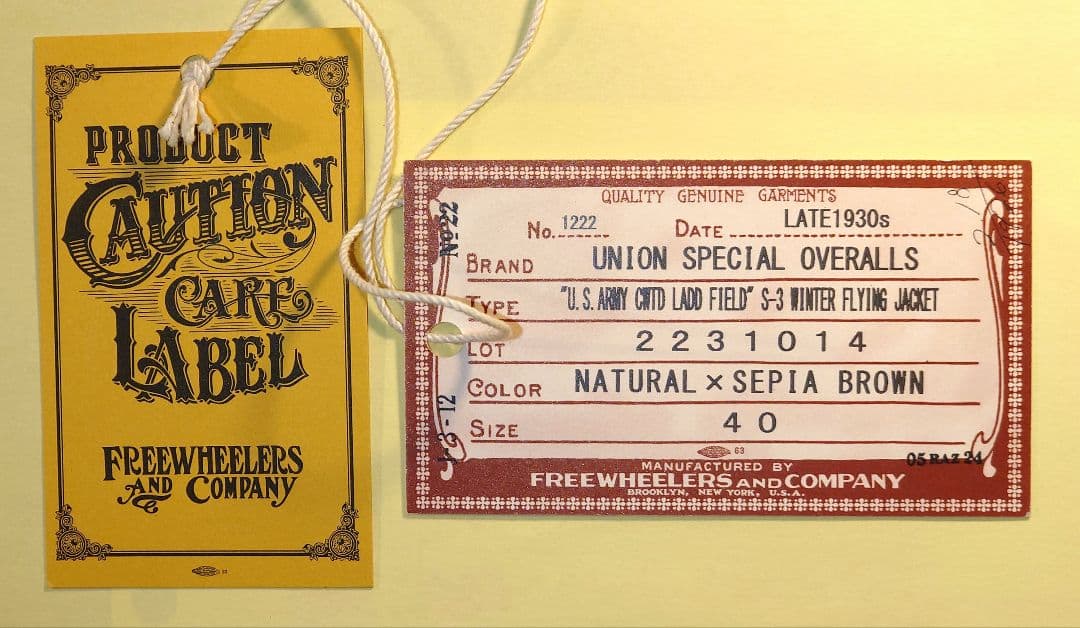 PRODUCT
CAUTION
CARE
LABEL
FREEWHEELERS
AND COMPANY
QUALITY GENUINE GARMENTS
No. 1222 DATE LATE1930s
No 22
BRAND UNION SPECIAL OVERALLS
TYPE "U.S. ARMY CWTD LADD FIELD" S-3 WINTER FLYING JACKET
LOT 2231014
COLOR NATURAL × SEPIA BROWN
SIZE 40
63
05 RAZ 24
MANUFACTURED BY
FREEWHEELERS AND COMPANY
BROOKLYN, NEW YORK, U.S.A.